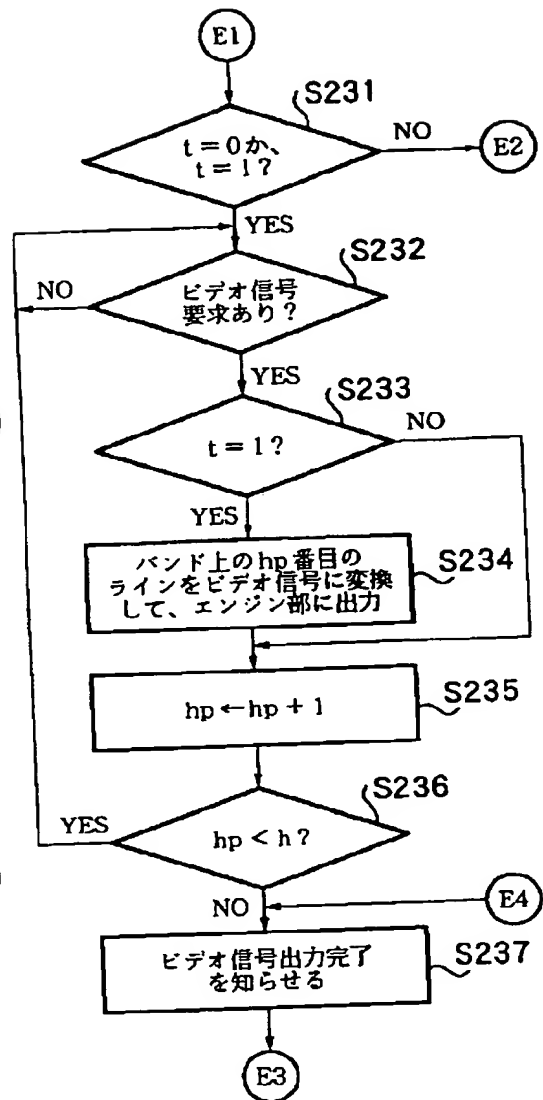 E1
S231
t=0か、
t=1?
NO
E2
YES
S232
NO
ビデオ信号
要求あり?
YES
S233
t=1?
NO
YES
S234
バンド上のhp番目の
ラインをビデオ信号に変換
して、エンジン部に出力
S235
hp←hp+1
S236
YES
hp<h?
NO
E4
S237
ビデオ信号出力完了
を知らせる
E3